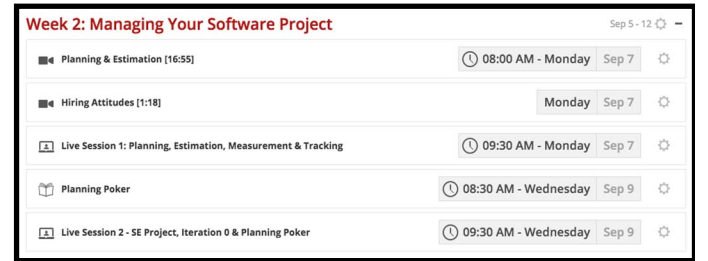 Week 2: Managing Your Software Project Sep 5 - 12
Planning & Estimation [16:55] 08:00 AM - Monday Sep 7
Hiring Attitudes [1:18] Monday Sep 7
Live Session 1: Planning, Estimation, Measurement & Tracking 09:30 AM - Monday Sep 7
Planning Poker 08:30 AM - Wednesday Sep 9
Live Session 2 - SE Project, Iteration 0 & Planning Poker 09:30 AM - Wednesday Sep 9